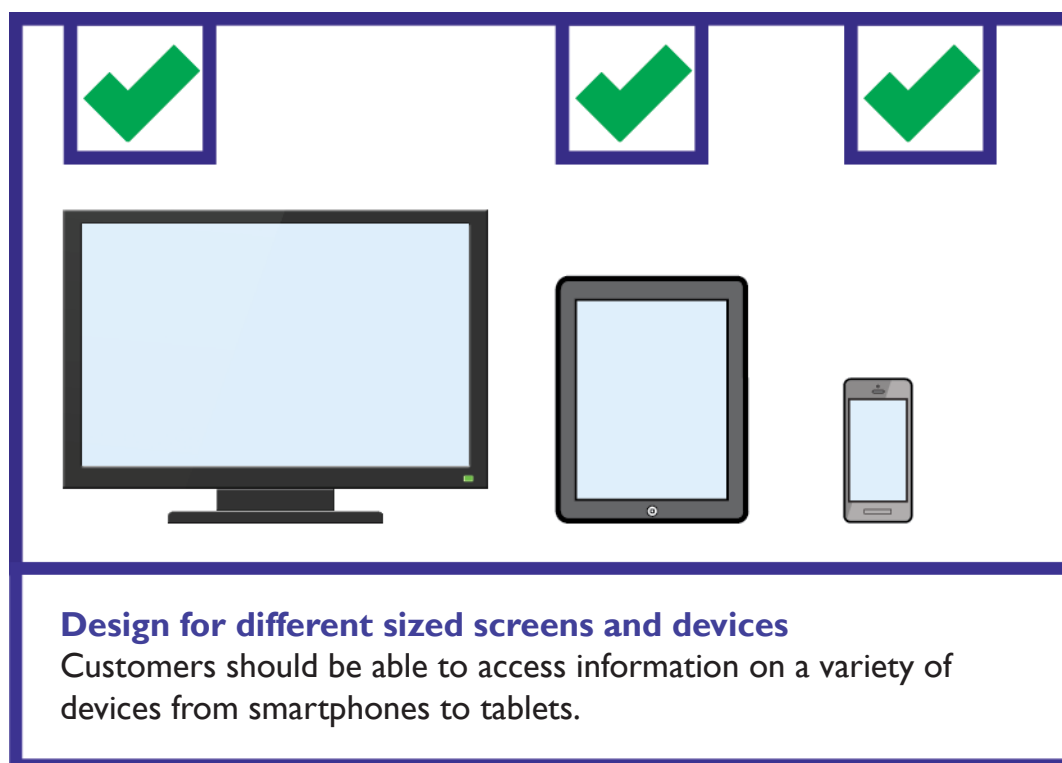 Design for different sized screens and devices
Customers should be able to access information on a variety of
devices from smartphones to tablets.